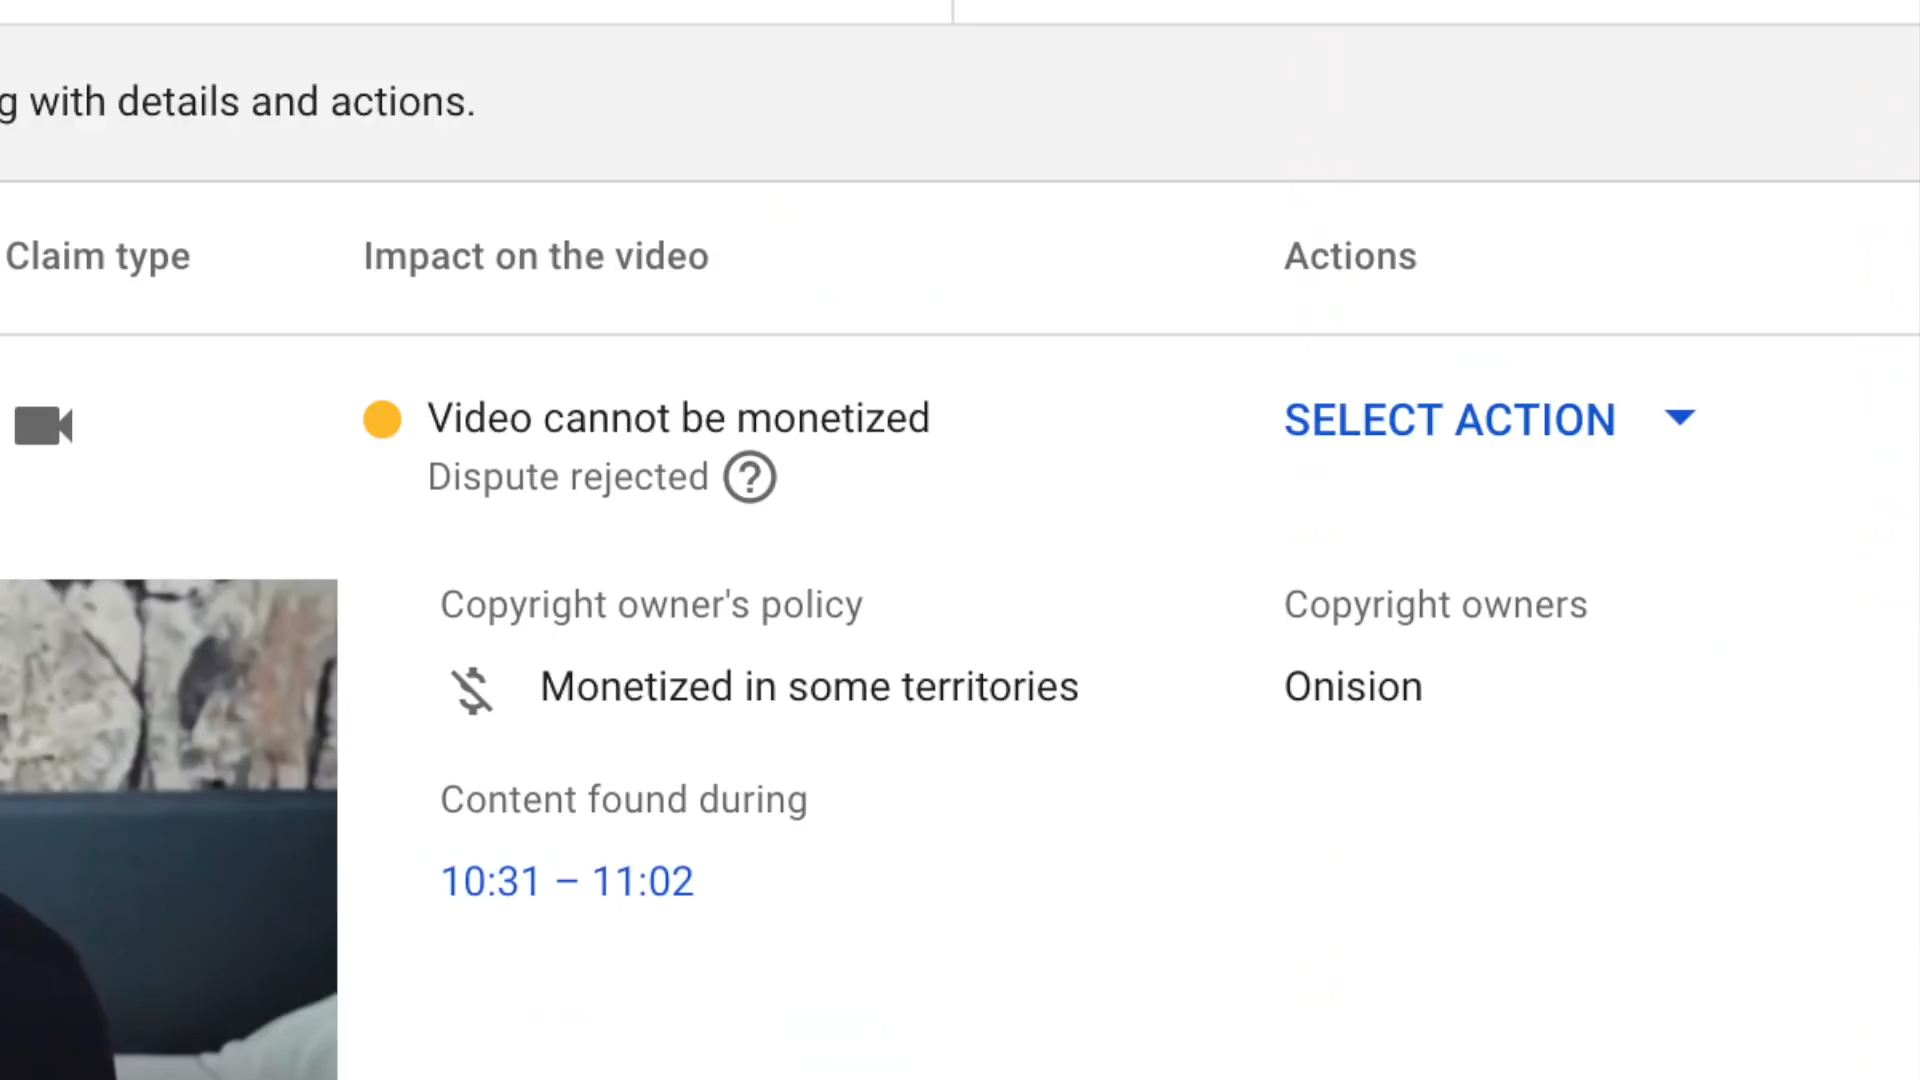 g with details and actions.
Claim type Impact on the video Actions
Video cannot be monetized SELECT ACTION
Dispute rejected
Copyright owner's policy Copyright owners
Monetized in some territories Onision
Content found during
10:31 – 11:02